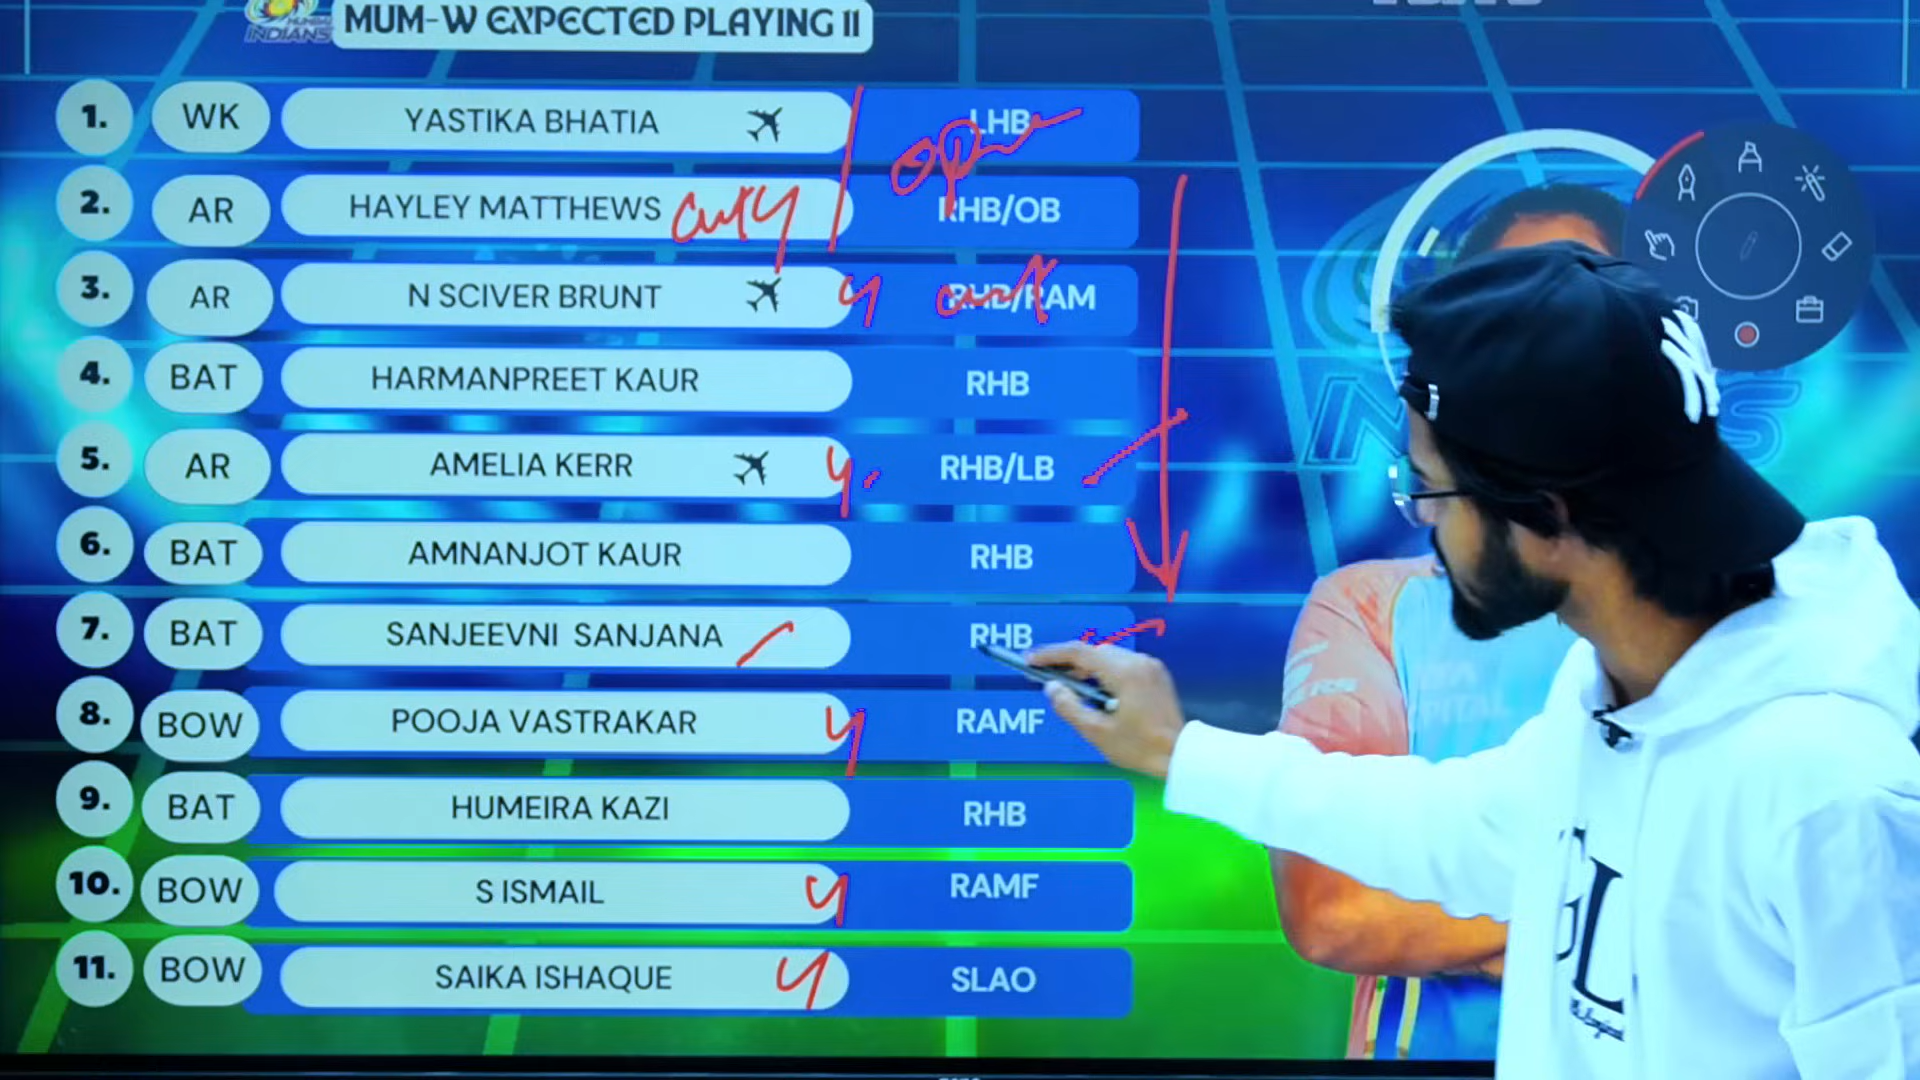 MUMBAI
INDIANS
MUM-W EXPECTED PLAYING 11
1. WK YASTIKA BHATIA LHB
2. AR HAYLEY MATTHEWS RHB/OB
3. AR N SCIVER BRUNT RHB/RAM
4. BAT HARMANPREET KAUR RHB
5. AR AMELIA KERR RHB/LB
6. BAT AMNANJOT KAUR RHB
7. BAT SANJEEVNI SANJANA RHB
8. BOW POOJA VASTRAKAR RAMF
9. BAT HUMEIRA KAZI RHB
10. BOW S ISMAIL RAMF
11. BOW SAIKA ISHAQUE SLAO